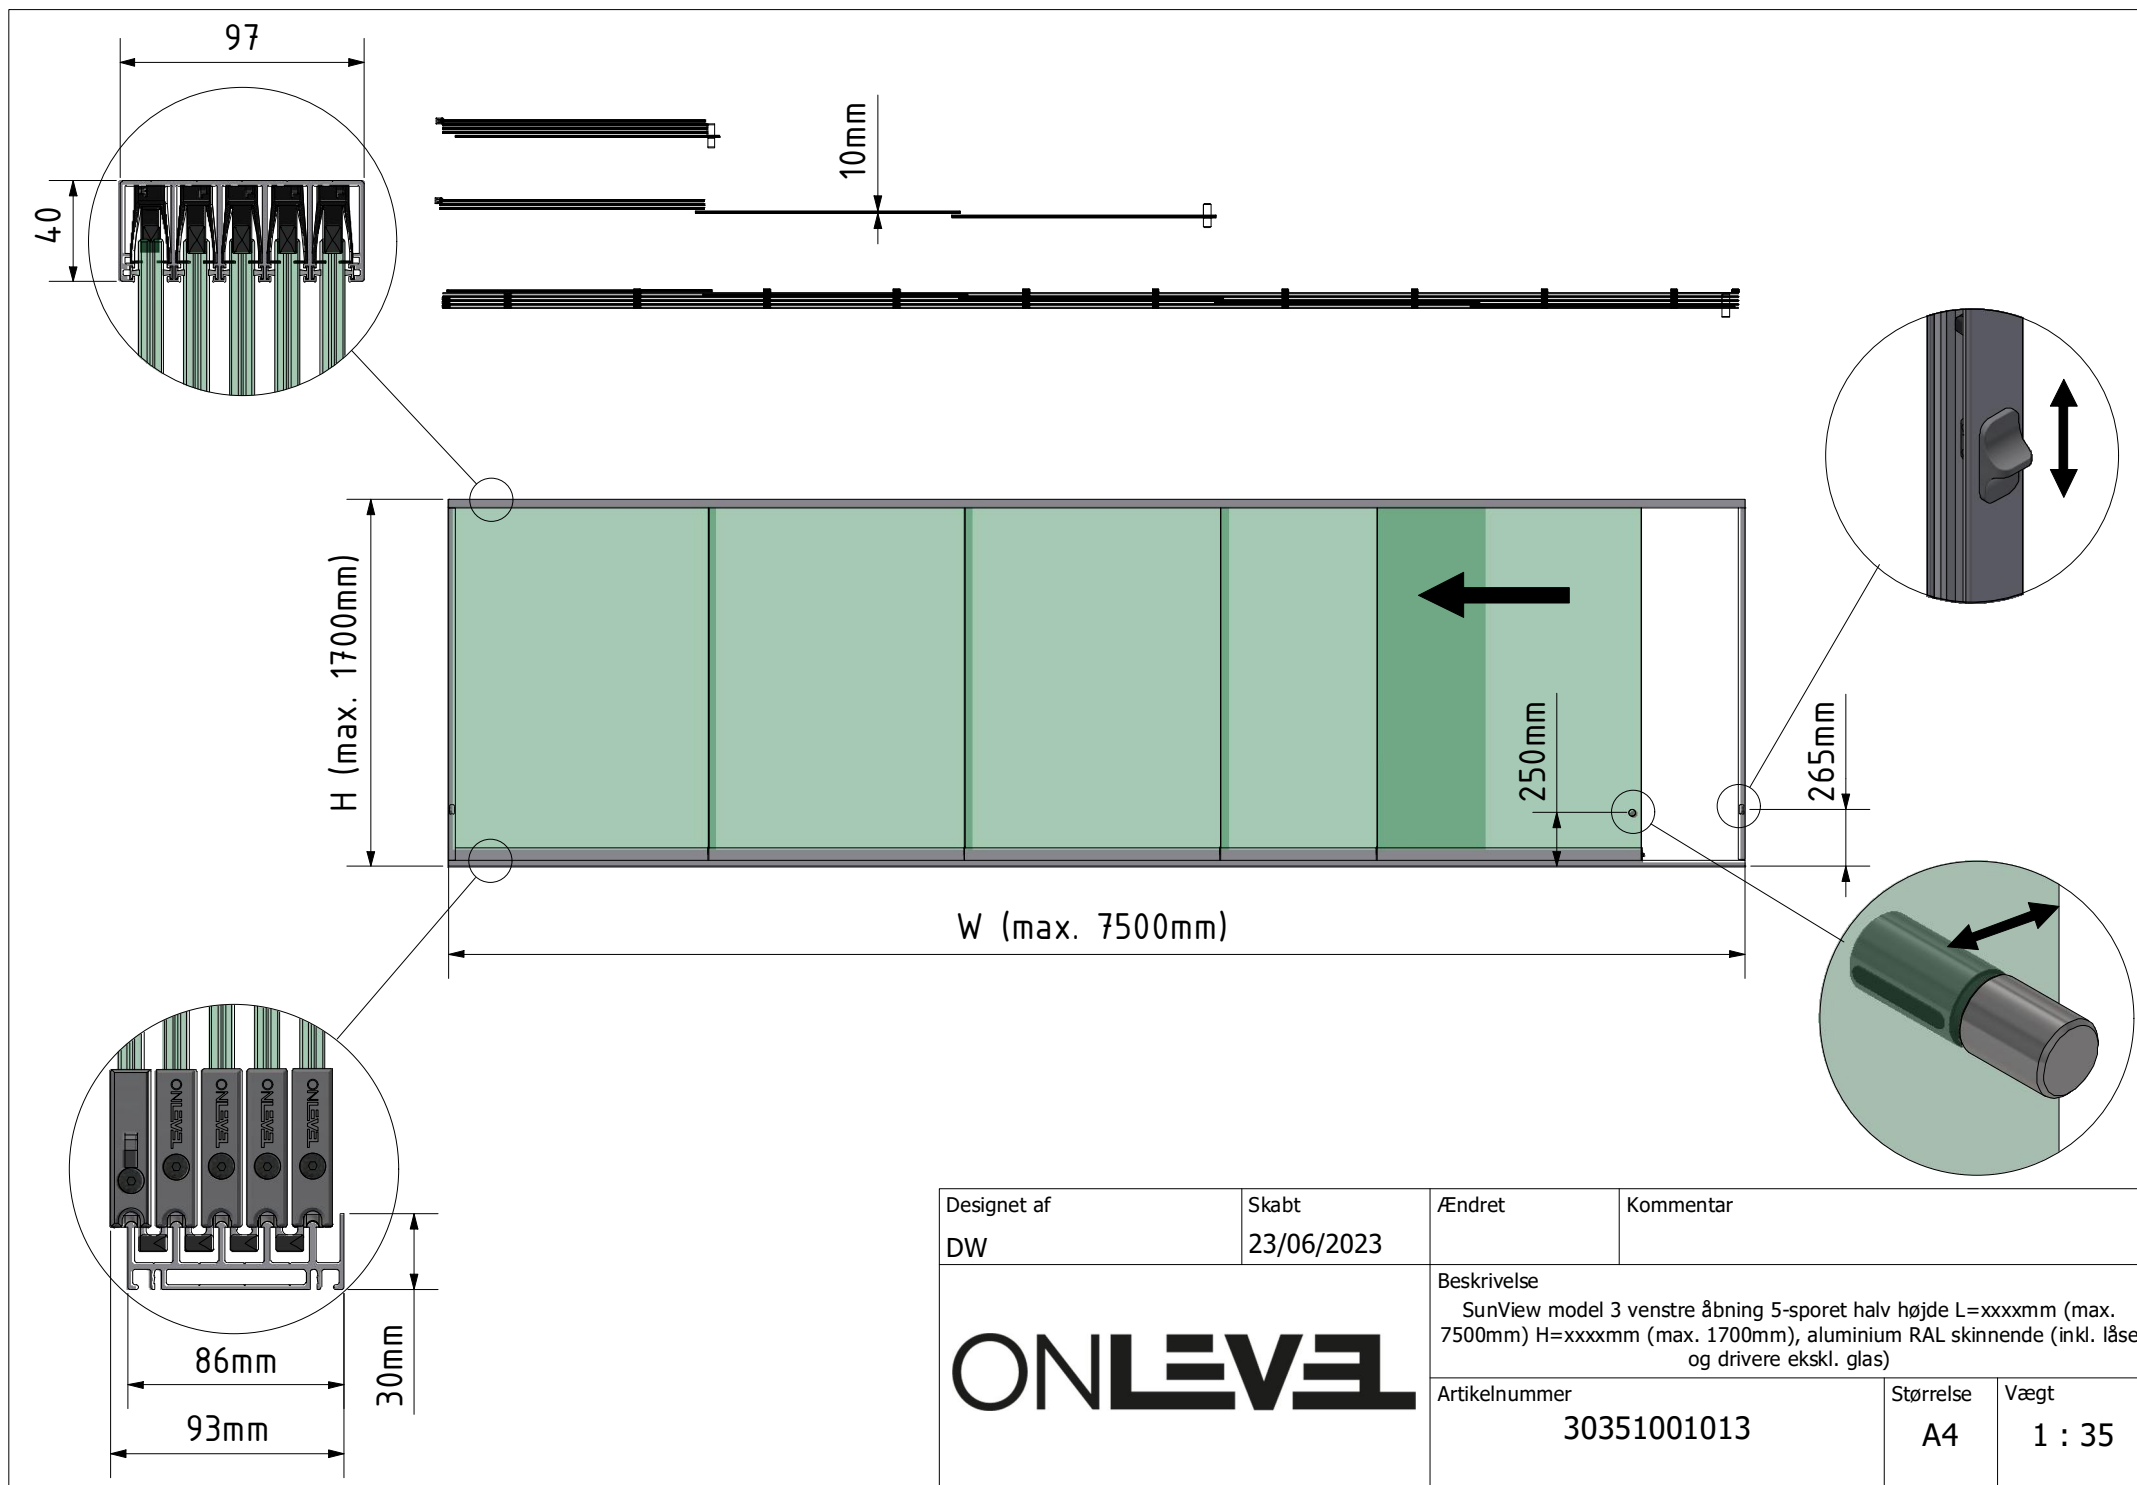 97
40
10mm
H (max. 1700mm)
250mm
265mm
W (max. 7500mm)
ONLEVEL
ONLEVEL
ONLEVEL
ONLEVEL
30mm
86mm
93mm
Designet af
DW
Skabt
23/06/2023
Ændret
Kommentar
ONLEVEL
Beskrivelse
SunView model 3 venstre åbning 5-sporet halv højde L=xxxxmm (max.
7500mm) H=xxxxmm (max. 1700mm), aluminium RAL skinnende (inkl. låse
og drivere ekskl. glas)
Artikelnummer
30351001013
Størrelse
A4
Vægt
1 : 35